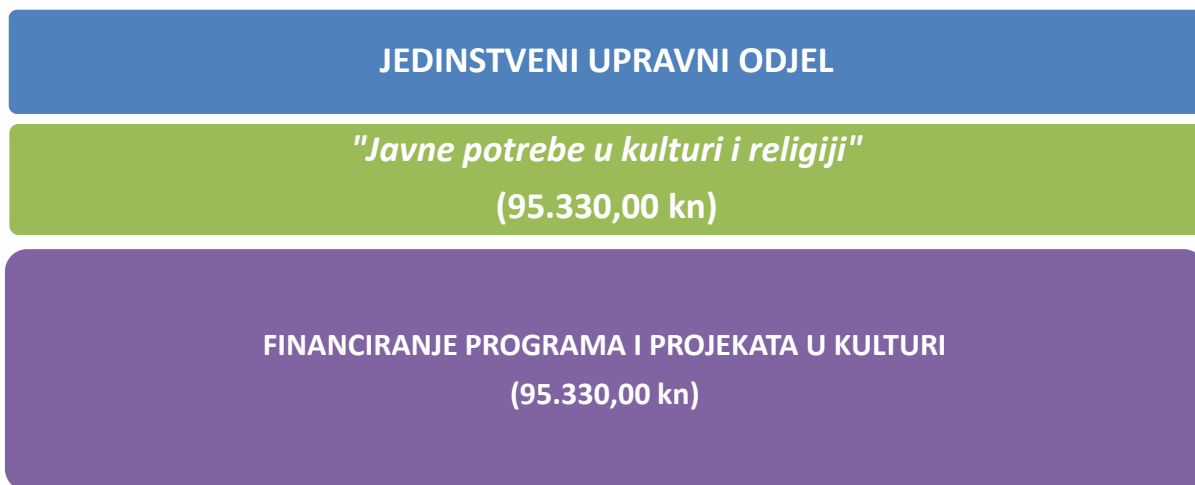 JEDINSTVENI UPRAVNI ODJEL
"Javne potrebe u kulturi i religiji"
(95.330,00 kn)
FINANCIRANJE PROGRAMA I PROJEKATA U KULTURI
(95.330,00 kn)